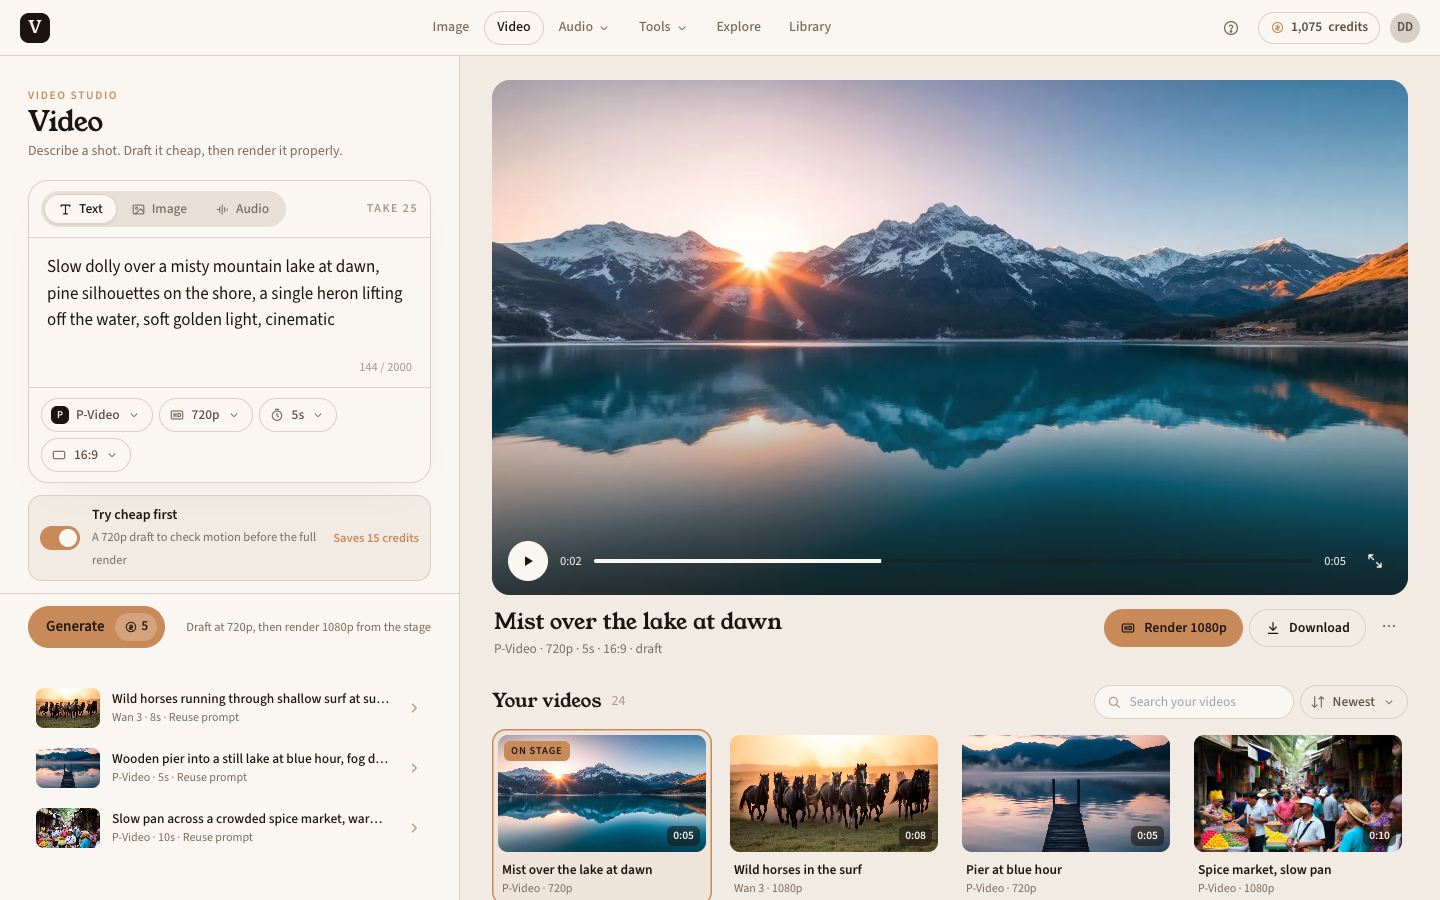 V
Image
Video
Audio
Tools
Explore
Library
1,075 credits
DD
VIDEO STUDIO
Video
Describe a shot. Draft it cheap, then render it properly.
Text
Image
Audio
TAKE 25
Slow dolly over a misty mountain lake at dawn,
pine silhouettes on the shore, a single heron lifting
off the water, soft golden light, cinematic
144 / 2000
P P-Video
HD 720p
5s
16:9
Try cheap first
A 720p draft to check motion before the full
render
Saves 15 credits
Generate 5
Draft at 720p, then render 1080p from the stage
Wild horses running through shallow surf at su…
Wan 3 · 8s · Reuse prompt
Wooden pier into a still lake at blue hour, fog d…
P-Video · 5s · Reuse prompt
Slow pan across a crowded spice market, war…
P-Video · 10s · Reuse prompt
0:02
0:05
Mist over the lake at dawn
P-Video · 720p · 5s · 16:9 · draft
HD Render 1080p
Download
Your videos 24
Search your videos
Newest
ON STAGE
0:05
Mist over the lake at dawn
P-Video · 720p
0:08
Wild horses in the surf
Wan 3 · 1080p
0:05
Pier at blue hour
P-Video · 720p
0:10
Spice market, slow pan
P-Video · 1080p